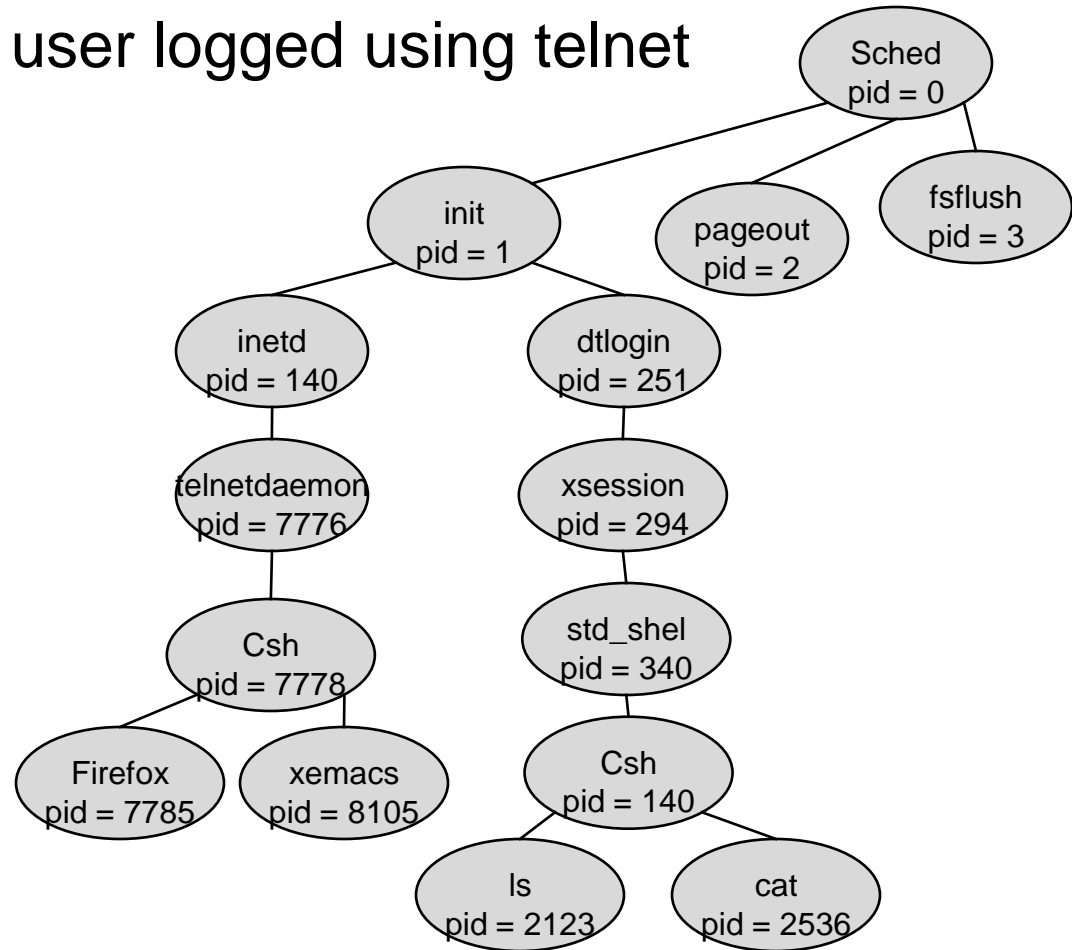 user logged using telnet
Sched
pid = 0
init
pid = 1
pageout
pid = 2
fsflush
pid = 3
inetd
pid = 140
dtlogin
pid = 251
telnetdaemon
pid = 7776
xsession
pid = 294
Csh
pid = 7778
std_shel
pid = 340
Firefox
pid = 7785
xemacs
pid = 8105
Csh
pid = 140
ls
pid = 2123
cat
pid = 2536